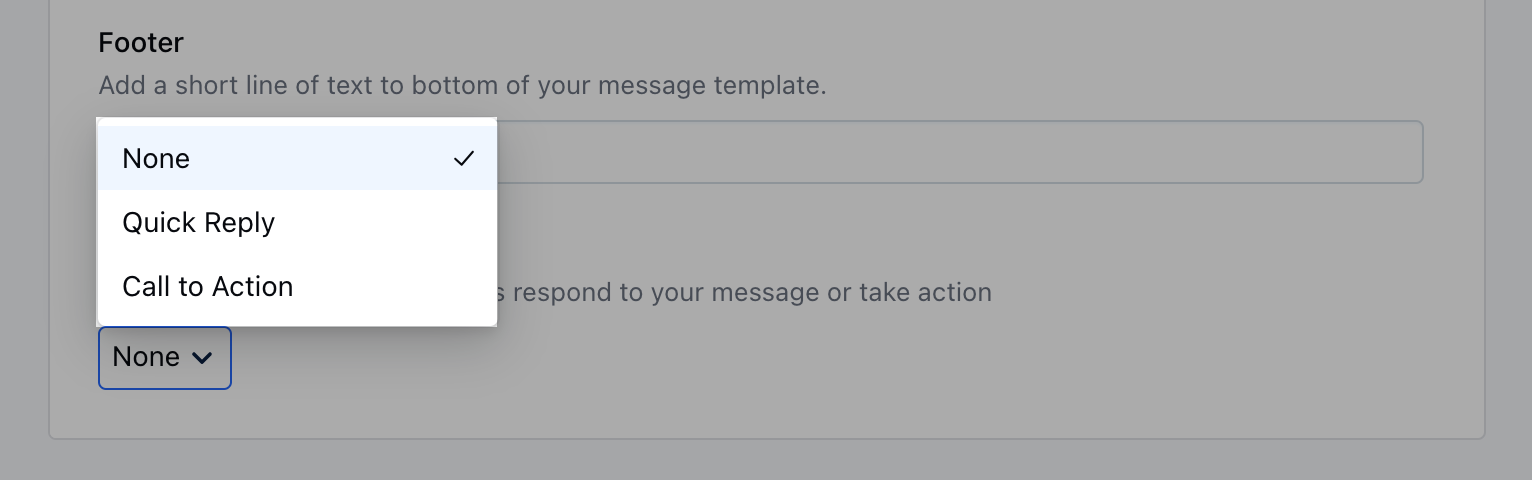 Footer
Add a short line of text to bottom of your message template.
None
Quick Reply
Call to Action
respond to your message or take action
None